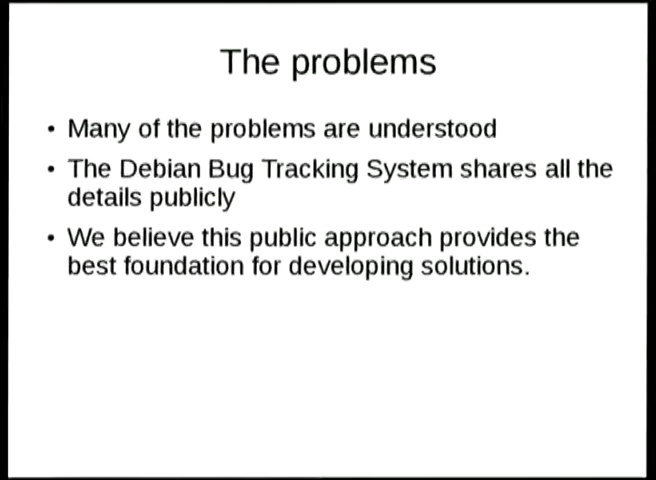 The problems
• Many of the problems are understood
• The Debian Bug Tracking System shares all the
details publicly
• We believe this public approach provides the
best foundation for developing solutions.